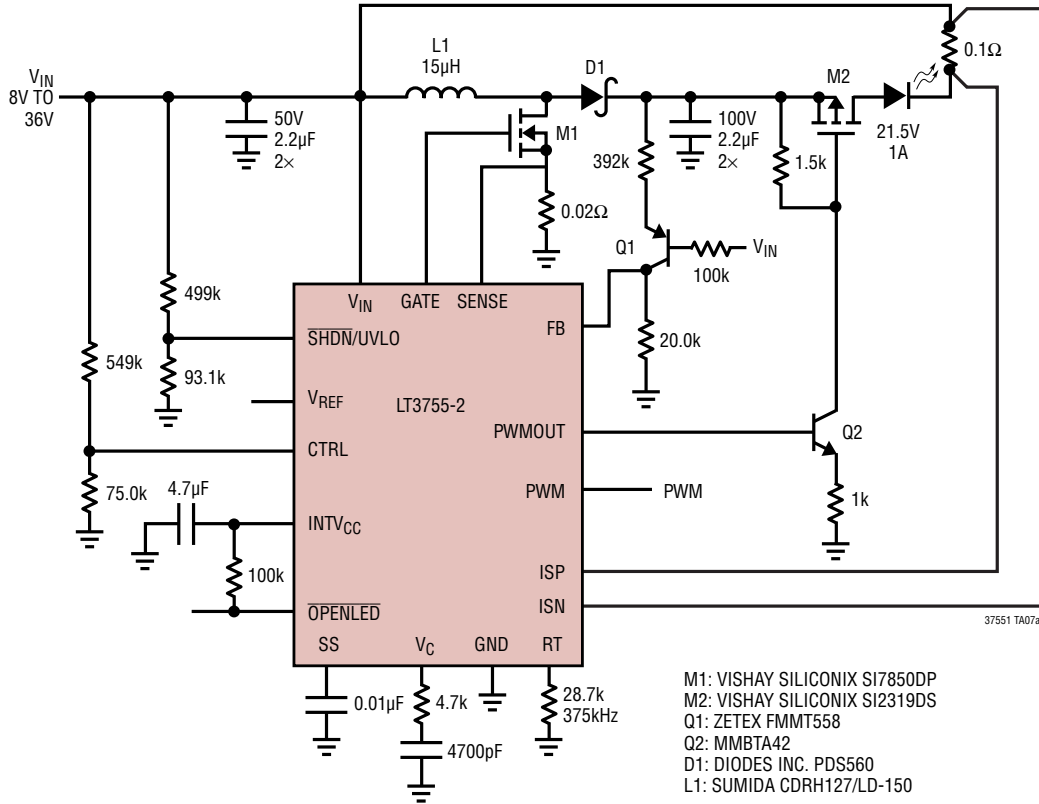 L1
15µH
D1
M2
0.1Ω
VIN
8V TO
36V
50V
2.2µF
2×
M1
392k
100V
2.2µF
2×
1.5k
21.5V
1A
0.02Ω
Q1
VIN
100k
499k
VIN
GATE
SENSE
FB
SHDN/UVLO
20.0k
549k
93.1k
VREF
LT3755-2
CTRL
PWMOUT
Q2
75.0k
4.7µF
PWM
PWM
1k
INTVCC
100k
ISP
OPENLED
ISN
37551 TA07a
SS
VC
GND
RT
0.01µF
4.7k
28.7k
375kHz
4700pF
M1: VISHAY SILICONIX SI7850DP
M2: VISHAY SILICONIX SI2319DS
Q1: ZETEX FMMT558
Q2: MMBTA42
D1: DIODES INC. PDS560
L1: SUMIDA CDRH127/LD-150